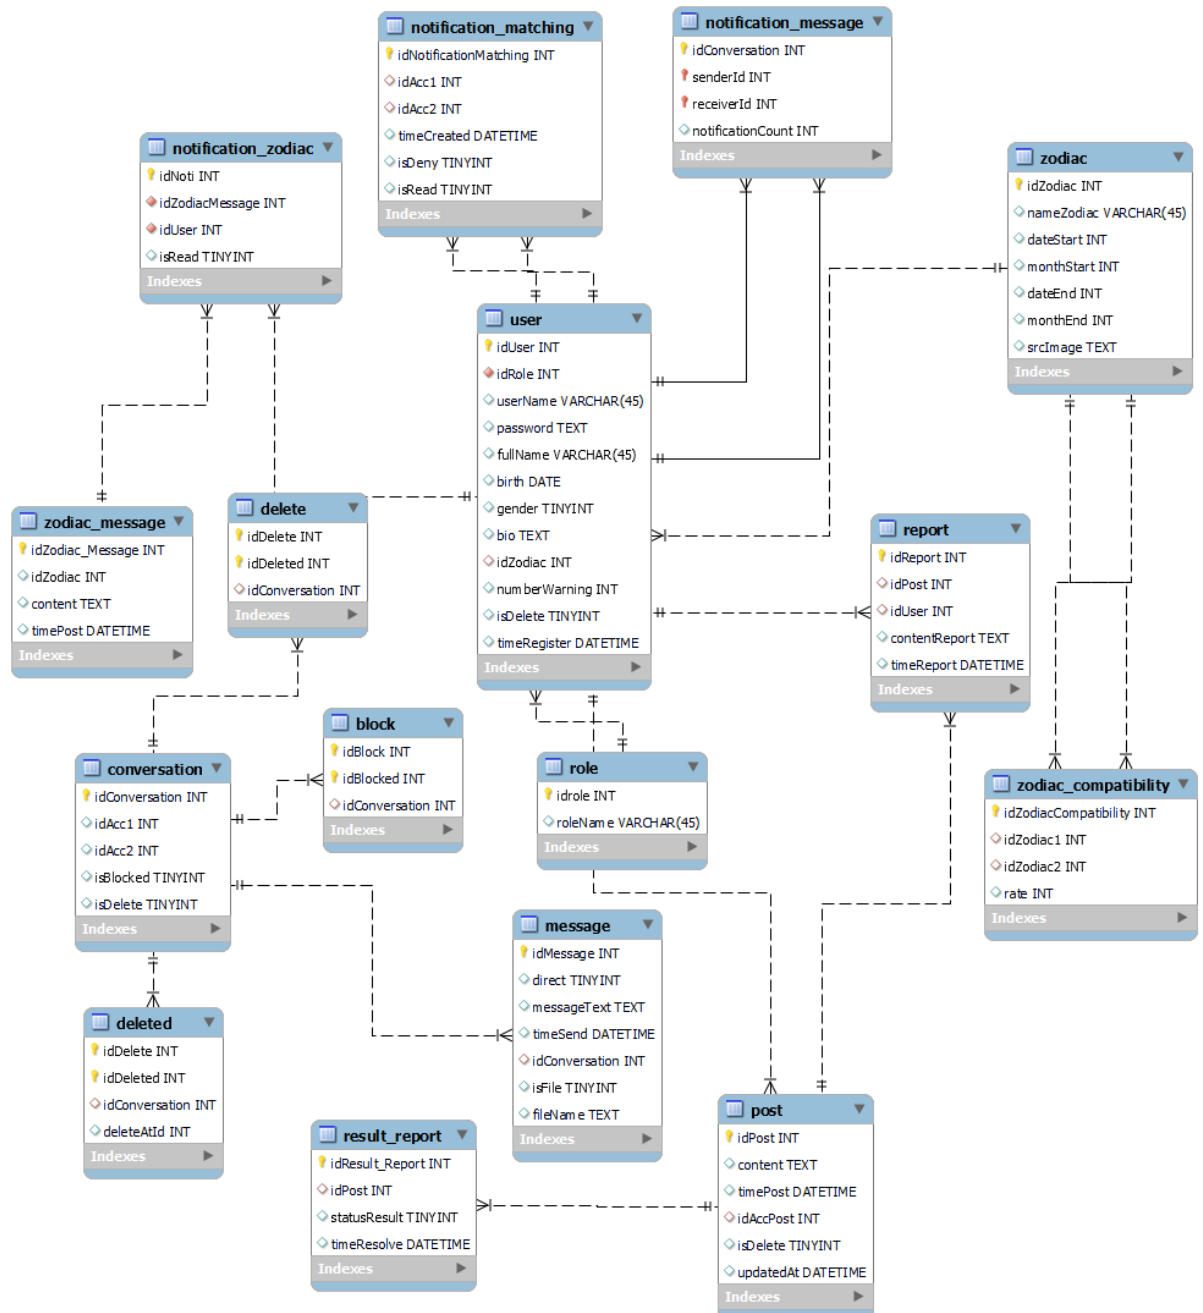 notification_matching
idNotificationMatching INT
idAcc1 INT
idAcc2 INT
timeCreated DATETIME
isDeny TINYINT
isRead TINYINT
Indexes
notification_message
idConversation INT
senderId INT
receiverId INT
notificationCount INT
Indexes
notification_zodiac
idNoti INT
idZodiacMessage INT
idUser INT
isRead TINYINT
Indexes
zodiac
idZodiac INT
nameZodiac VARCHAR(45)
dateStart INT
monthStart INT
dateEnd INT
monthEnd INT
srcImage TEXT
Indexes
user
idUser INT
idRole INT
userName VARCHAR(45)
password TEXT
fullName VARCHAR(45)
birth DATE
gender TINYINT
bio TEXT
idZodiac INT
numberWarning INT
isDelete TINYINT
timeRegister DATETIME
Indexes
zodiac_message
idZodiac_Message INT
idZodiac INT
content TEXT
timePost DATETIME
Indexes
delete
idDelete INT
idDeleted INT
idConversation INT
Indexes
report
idReport INT
idPost INT
idUser INT
contentReport TEXT
timeReport DATETIME
Indexes
block
idBlock INT
idBlocked INT
idConversation INT
Indexes
conversation
idConversation INT
idAcc1 INT
idAcc2 INT
isBlocked TINYINT
isDelete TINYINT
Indexes
role
idrole INT
roleName VARCHAR(45)
Indexes
zodiac_compatibility
idZodiacCompatibility INT
idZodiac1 INT
idZodiac2 INT
rate INT
Indexes
message
idMessage INT
direct TINYINT
messageText TEXT
timeSend DATETIME
idConversation INT
isFile TINYINT
fileName TEXT
Indexes
deleted
idDelete INT
idDeleted INT
idConversation INT
deleteAtId INT
Indexes
result_report
idResult_Report INT
idPost INT
statusResult TINYINT
timeResolve DATETIME
Indexes
post
idPost INT
content TEXT
timePost DATETIME
idAccPost INT
isDelete TINYINT
updatedAt DATETIME
Indexes